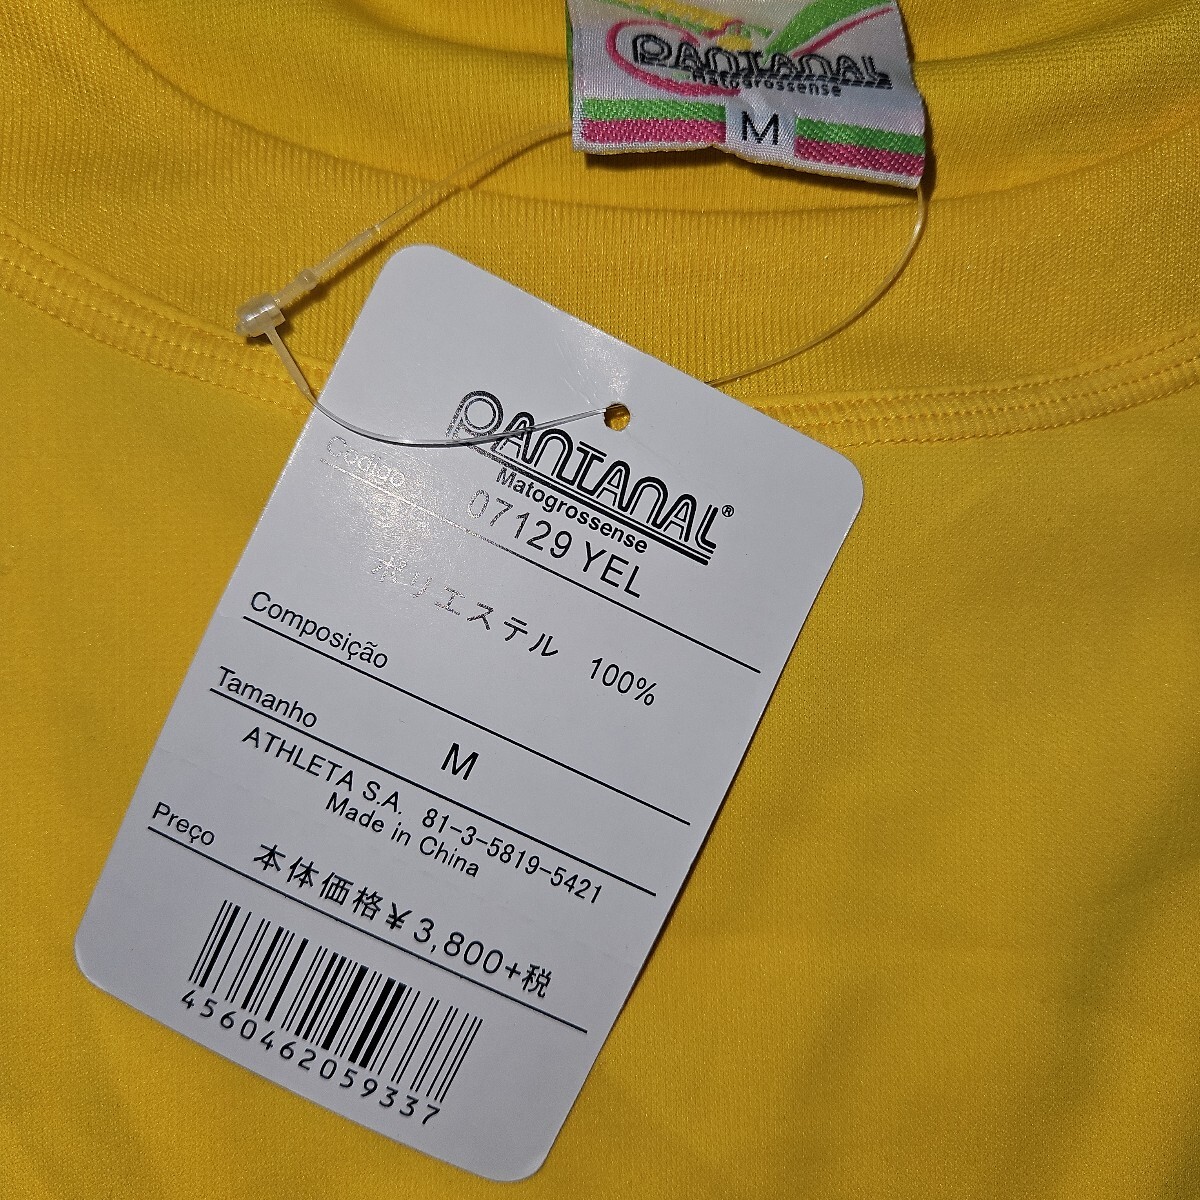 PANTANAL
Matogrossense
M
PANTANAL®
Matogrossense
Codigo
07129 YEL
ポリエステル 100%
Composição
Tamanho
M
ATHLETA S.A. 81-3-5819-5421
Made in China
Preço
本体価格¥3,800+税
4560462059337